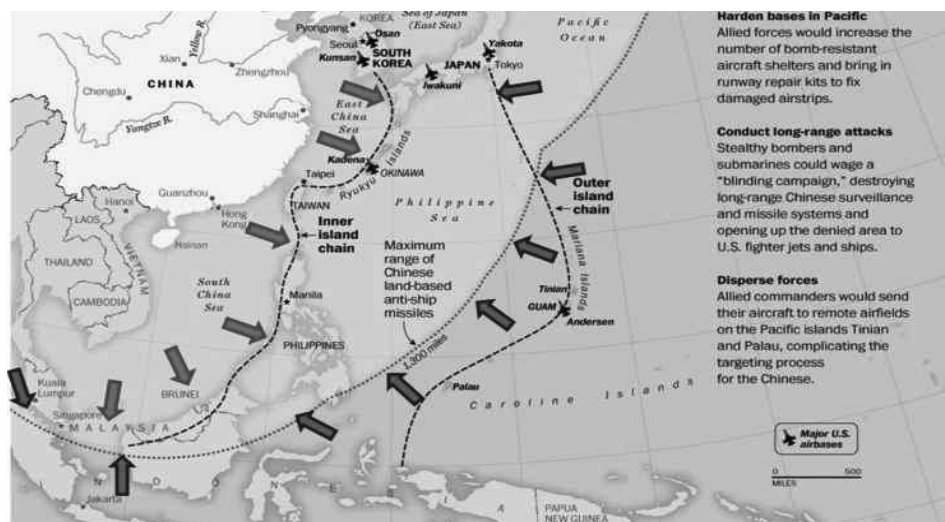 KOREA
Pyongyang
Sea of Japan
(East Sea)
Pacific
Ocean
Yellow R.
Osan
Seoul
SOUTH
KOREA
Kunsan
Yakota
JAPAN
Tokyo
Iwakuni
Xian
Zhengzhou
CHINA
Chengdu
Shanghai
Yangtze R.
East
China
Sea
Kadena
OKINAWA
Ryukyu Islands
Taipei
TAIWAN
Guanzhou
Hong
Kong
Hanoi
LAOS
Hainan
VIETNAM
THAILAND
CAMBODIA
Inner
island
chain
Philippine
Sea
Outer
island
chain
Mariana Islands
Maximum
range of
Chinese
land-based
anti-ship
missiles
1,300 miles
South
China
Sea
Manila
PHILIPPINES
Tinian
GUAM
Andersen
Palau
Caroline Islands
Kuala
Lumpur
BRUNEI
Singapore
MALAYSIA
INDONESIA
Jakarta
PAPUA
NEW GUINEA
Harden bases in Pacific
Allied forces would increase the
number of bomb-resistant
aircraft shelters and bring in
runway repair kits to fix
damaged airstrips.
Conduct long-range attacks
Stealthy bombers and
submarines could wage a
"blinding campaign," destroying
long-range Chinese surveillance
and missile systems and
opening up the denied area to
U.S. fighter jets and ships.
Disperse forces
Allied commanders would send
their aircraft to remote airfields
on the Pacific islands Tinian
and Palau, complicating the
targeting process
for the Chinese.
Major U.S.
airbases
0 500
MILES